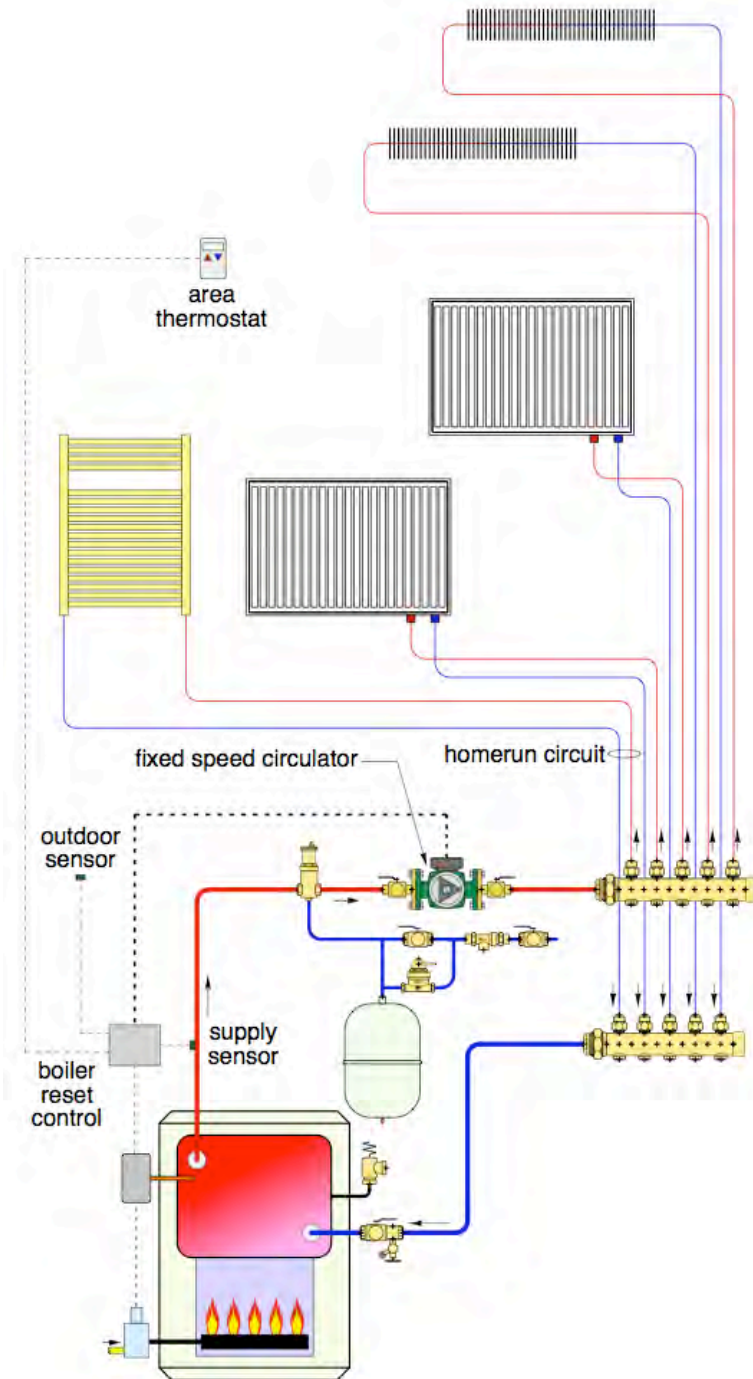 area
thermostat
fixed speed circulator
homerun circuit
outdoor
sensor
supply
sensor
boiler
reset
control